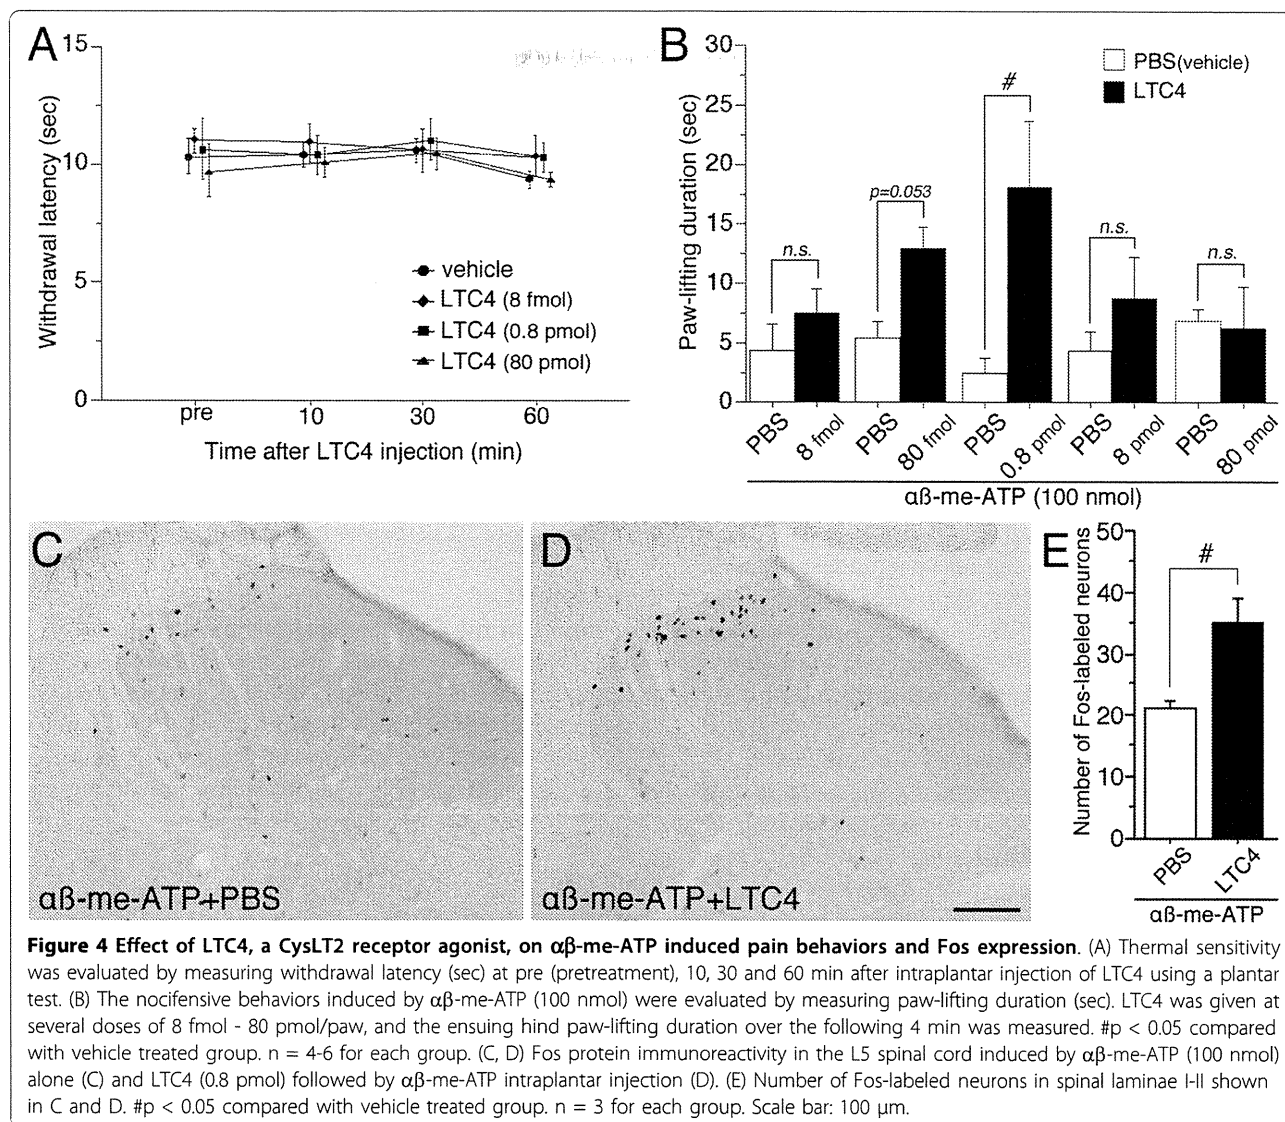 A
15
10
5
0
Withdrawal latency (sec)
vehicle
LTC4 (8 fmol)
LTC4 (0.8 pmol)
LTC4 (80 pmol)
pre
10
30
60
Time after LTC4 injection (min)
B
30
25
20
15
10
5
0
Paw-lifting duration (sec)
PBS(vehicle)
LTC4
n.s.
p=0.053
#
n.s.
n.s.
PBS
8 fmol
PBS
80 fmol
PBS
0.8 pmol
PBS
8 pmol
PBS
80 pmol
αß-me-ATP (100 nmol)
C
αß-me-ATP+PBS
D
αß-me-ATP+LTC4
E
50
40
30
20
10
0
Number of Fos-labeled neurons
#
PBS
LTC4
αß-me-ATP
Figure 4 Effect of LTC4, a CysLT2 receptor agonist, on αβ-me-ATP induced pain behaviors and Fos expression. (A) Thermal sensitivity
was evaluated by measuring withdrawal latency (sec) at pre (pretreatment), 10, 30 and 60 min after intraplantar injection of LTC4 using a plantar
test. (B) The nocifensive behaviors induced by αβ-me-ATP (100 nmol) were evaluated by measuring paw-lifting duration (sec). LTC4 was given at
several doses of 8 fmol - 80 pmol/paw, and the ensuing hind paw-lifting duration over the following 4 min was measured. #p < 0.05 compared
with vehicle treated group. n = 4-6 for each group. (C, D) Fos protein immunoreactivity in the L5 spinal cord induced by αβ-me-ATP (100 nmol)
alone (C) and LTC4 (0.8 pmol) followed by αβ-me-ATP intraplantar injection (D). (E) Number of Fos-labeled neurons in spinal laminae I-II shown
in C and D. #p < 0.05 compared with vehicle treated group. n = 3 for each group. Scale bar: 100 μm.